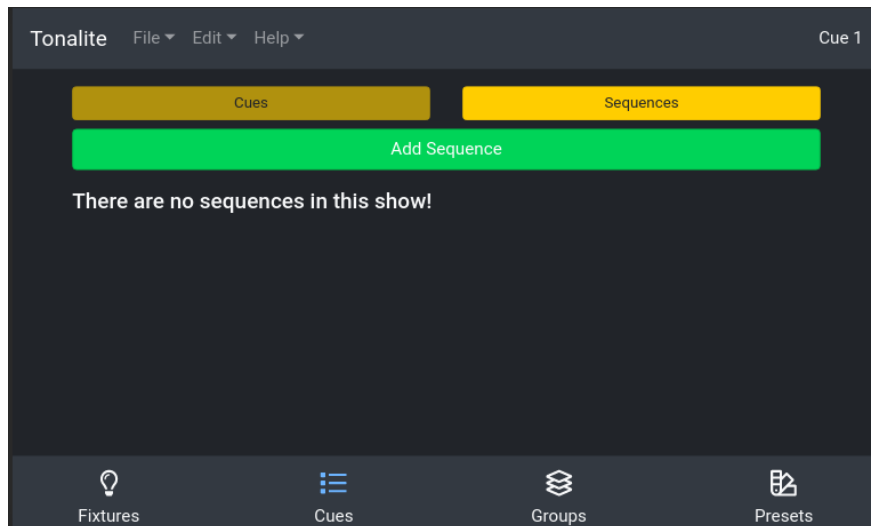 Tonalite File Edit Help Cue 1
Cues Sequences
Add Sequence
There are no sequences in this show!
Fixtures Cues Groups Presets